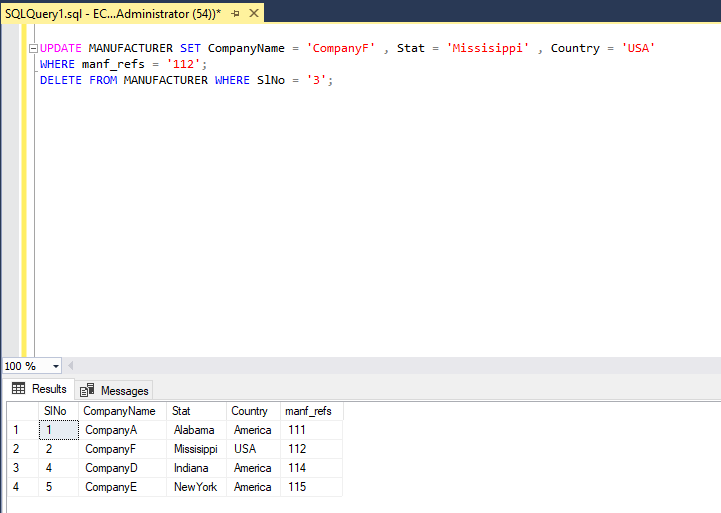 SQLQuery1.sql - EC...Administrator (54))*
UPDATE MANUFACTURER SET CompanyName = 'CompanyF' , Stat = 'Missisippi' , Country = 'USA'
WHERE manf_refs = '112';
DELETE FROM MANUFACTURER WHERE SlNo = '3';
100 %
Results Messages
SlNo CompanyName Stat Country manf_refs
1 1 CompanyA Alabama America 111
2 2 CompanyF Missisippi USA 112
3 4 CompanyD Indiana America 114
4 5 CompanyE NewYork America 115